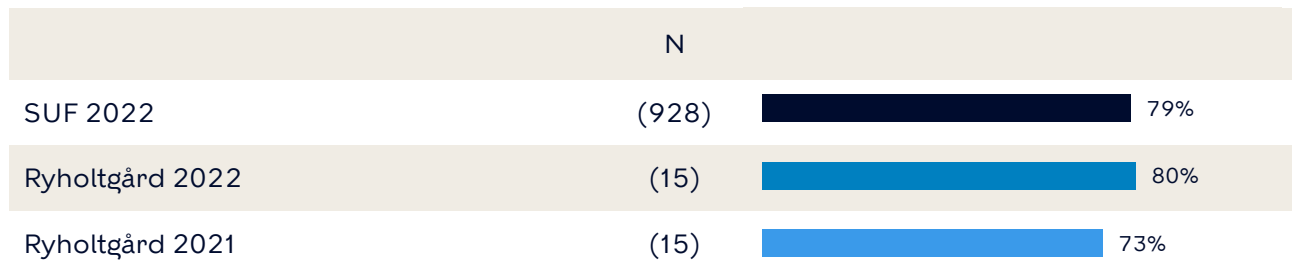 N
SUF 2022 (928) 79%
Ryholtgård 2022 (15) 80%
Ryholtgård 2021 (15) 73%